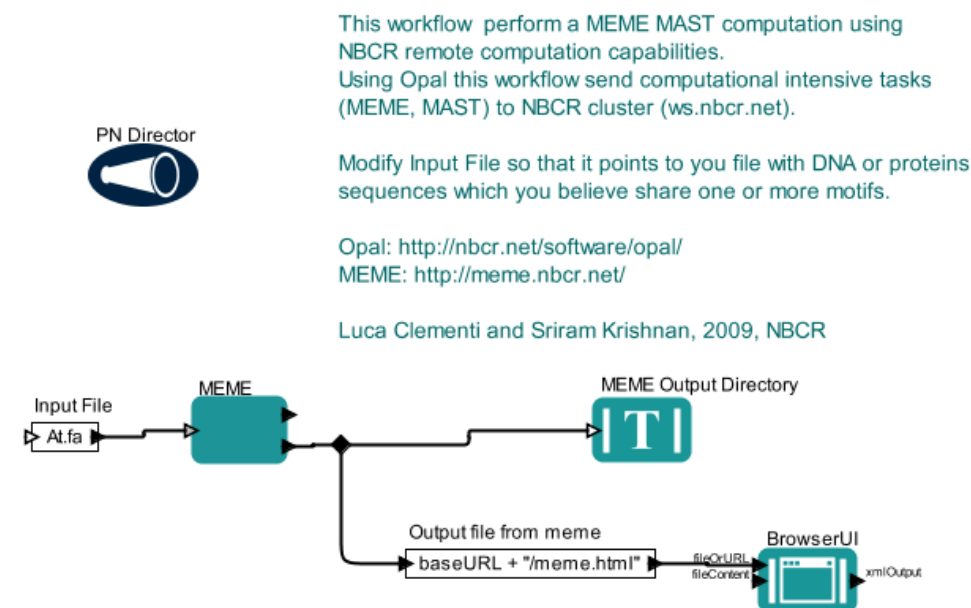 This workflow perform a MEME MAST computation using
NBCR remote computation capabilities.
Using Opal this workflow send computational intensive tasks
(MEME, MAST) to NBCR cluster (ws.nbcr.net).
PN Director
Modify Input File so that it points to you file with DNA or proteins
sequences which you believe share one or more motifs.
Opal: http://nbcr.net/software/opal/
MEME: http://meme.nbcr.net/
Luca Clementi and Sriram Krishnan, 2009, NBCR
MEME
MEME Output Directory
Input File
At.fa
T
Output file from meme
BrowserUI
baseURL + "/meme.html"
fileOrURL
fileContent
xmlOutput